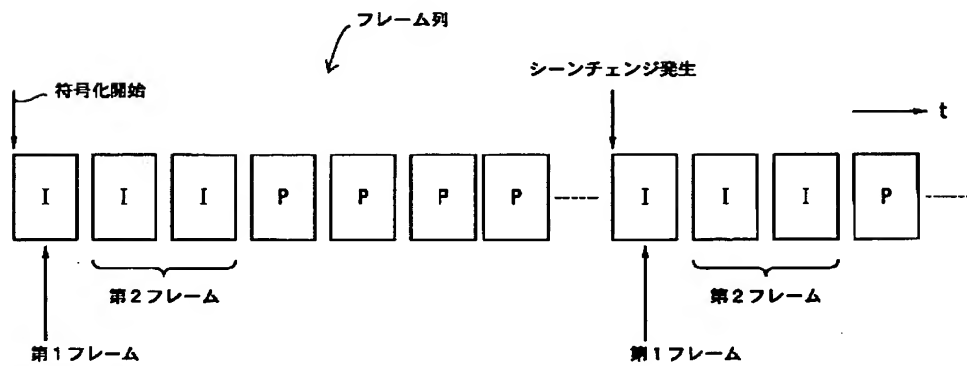 フレーム列
シーンチェンジ発生
符号化開始
t
I I I P P P P I I I P
第2フレーム 第2フレーム
第1フレーム 第1フレーム